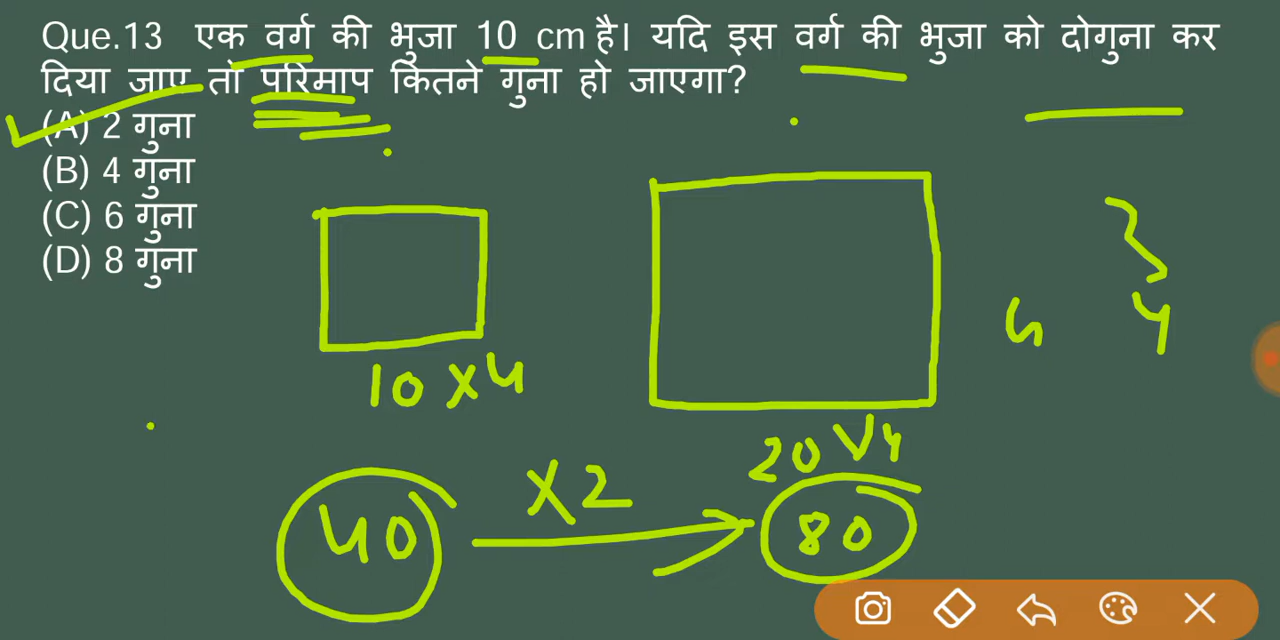 Que.13 एक वर्ग की भुजा 10 cm है। यदि इस वर्ग की भुजा को दोगुना कर
दिया जाए तो परिमाप कितने गुना हो जाएगा?
(A) 2 गुना
(B) 4 गुना
(C) 6 गुना
(D) 8 गुना
10 x 4
20 4
x2
40
80
4